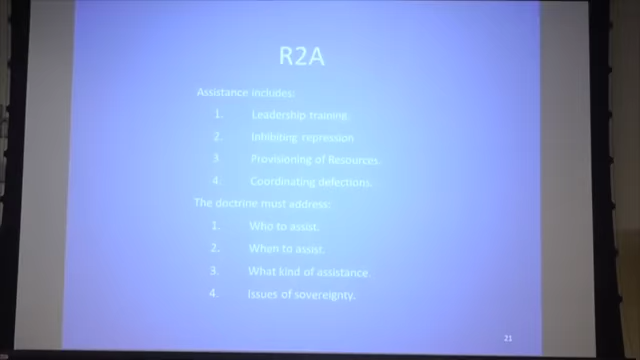 R2A
Assistance includes:
1. Leadership training.
2. Inhibiting repression
3. Provisioning of Resources.
4. Coordinating defections.
The doctrine must address:
1. Who to assist.
2. When to assist.
3. What kind of assistance.
4. Issues of sovereignty.
21